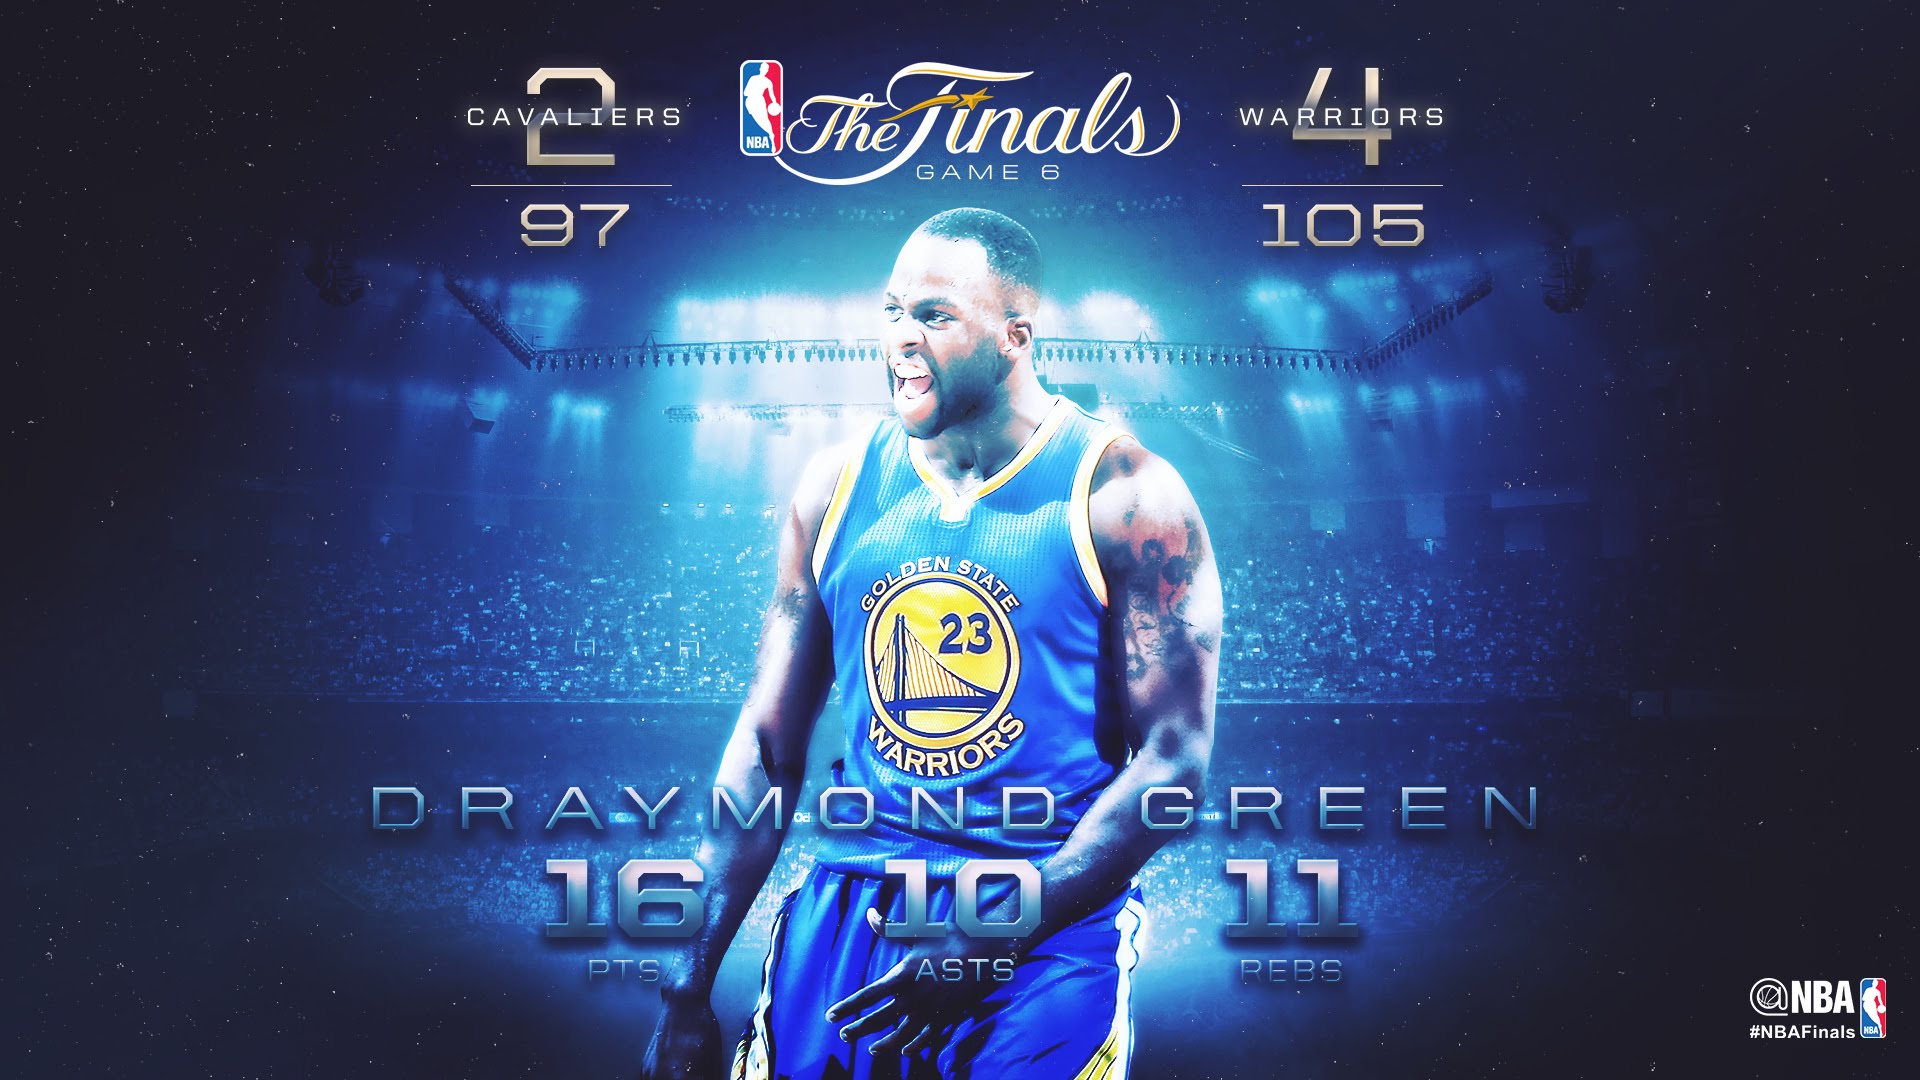 2
CAVALIERS
97
NBA
The Finals
GAME 6
4
WARRIORS
105
GOLDEN STATE
23
WARRIORS
DRAYMOND GREEN
16 10 11
PTS ASTS REBS
@NBA
#NBAFinals
NBA